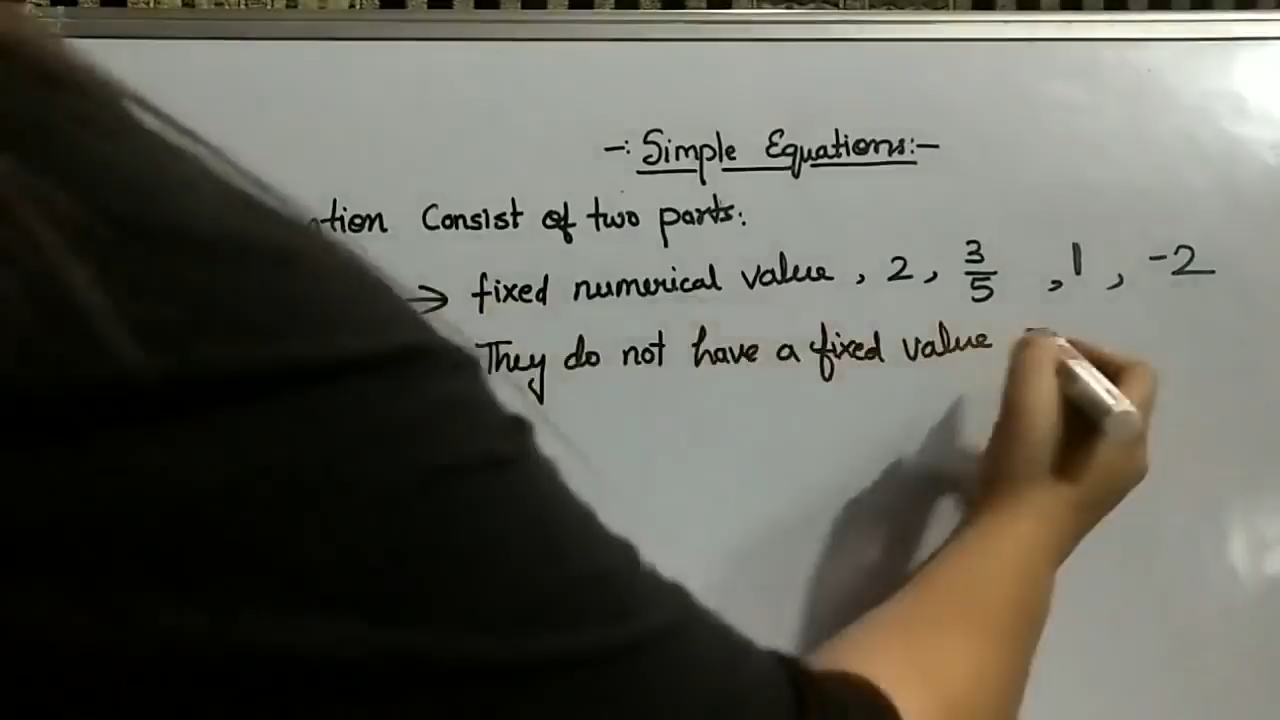 -: Simple Equations:-
Consist of two parts:
→ fixed numerical value, 2, 3/5, 1, -2
They do not have a fixed value